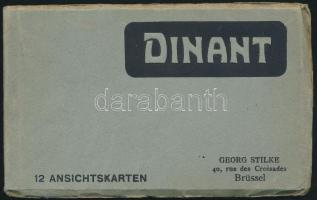 DINANT
darabanth
GEORG STILKE
40, rue des Croisades
Brüssel
12 ANSICHTSKARTEN